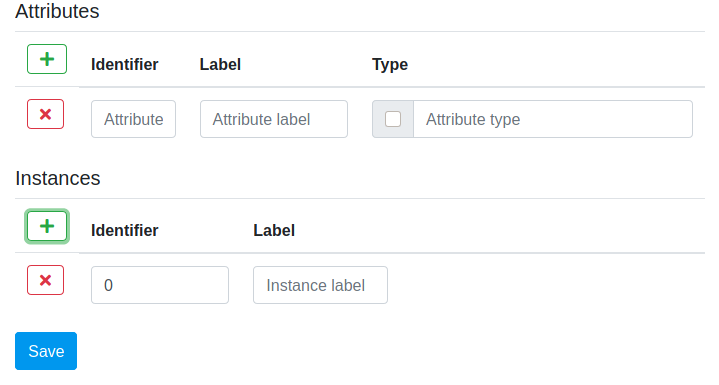 Attributes
Identifier Label Type
Attribute Attribute label Attribute type
Instances
Identifier Label
0 Instance label
Save